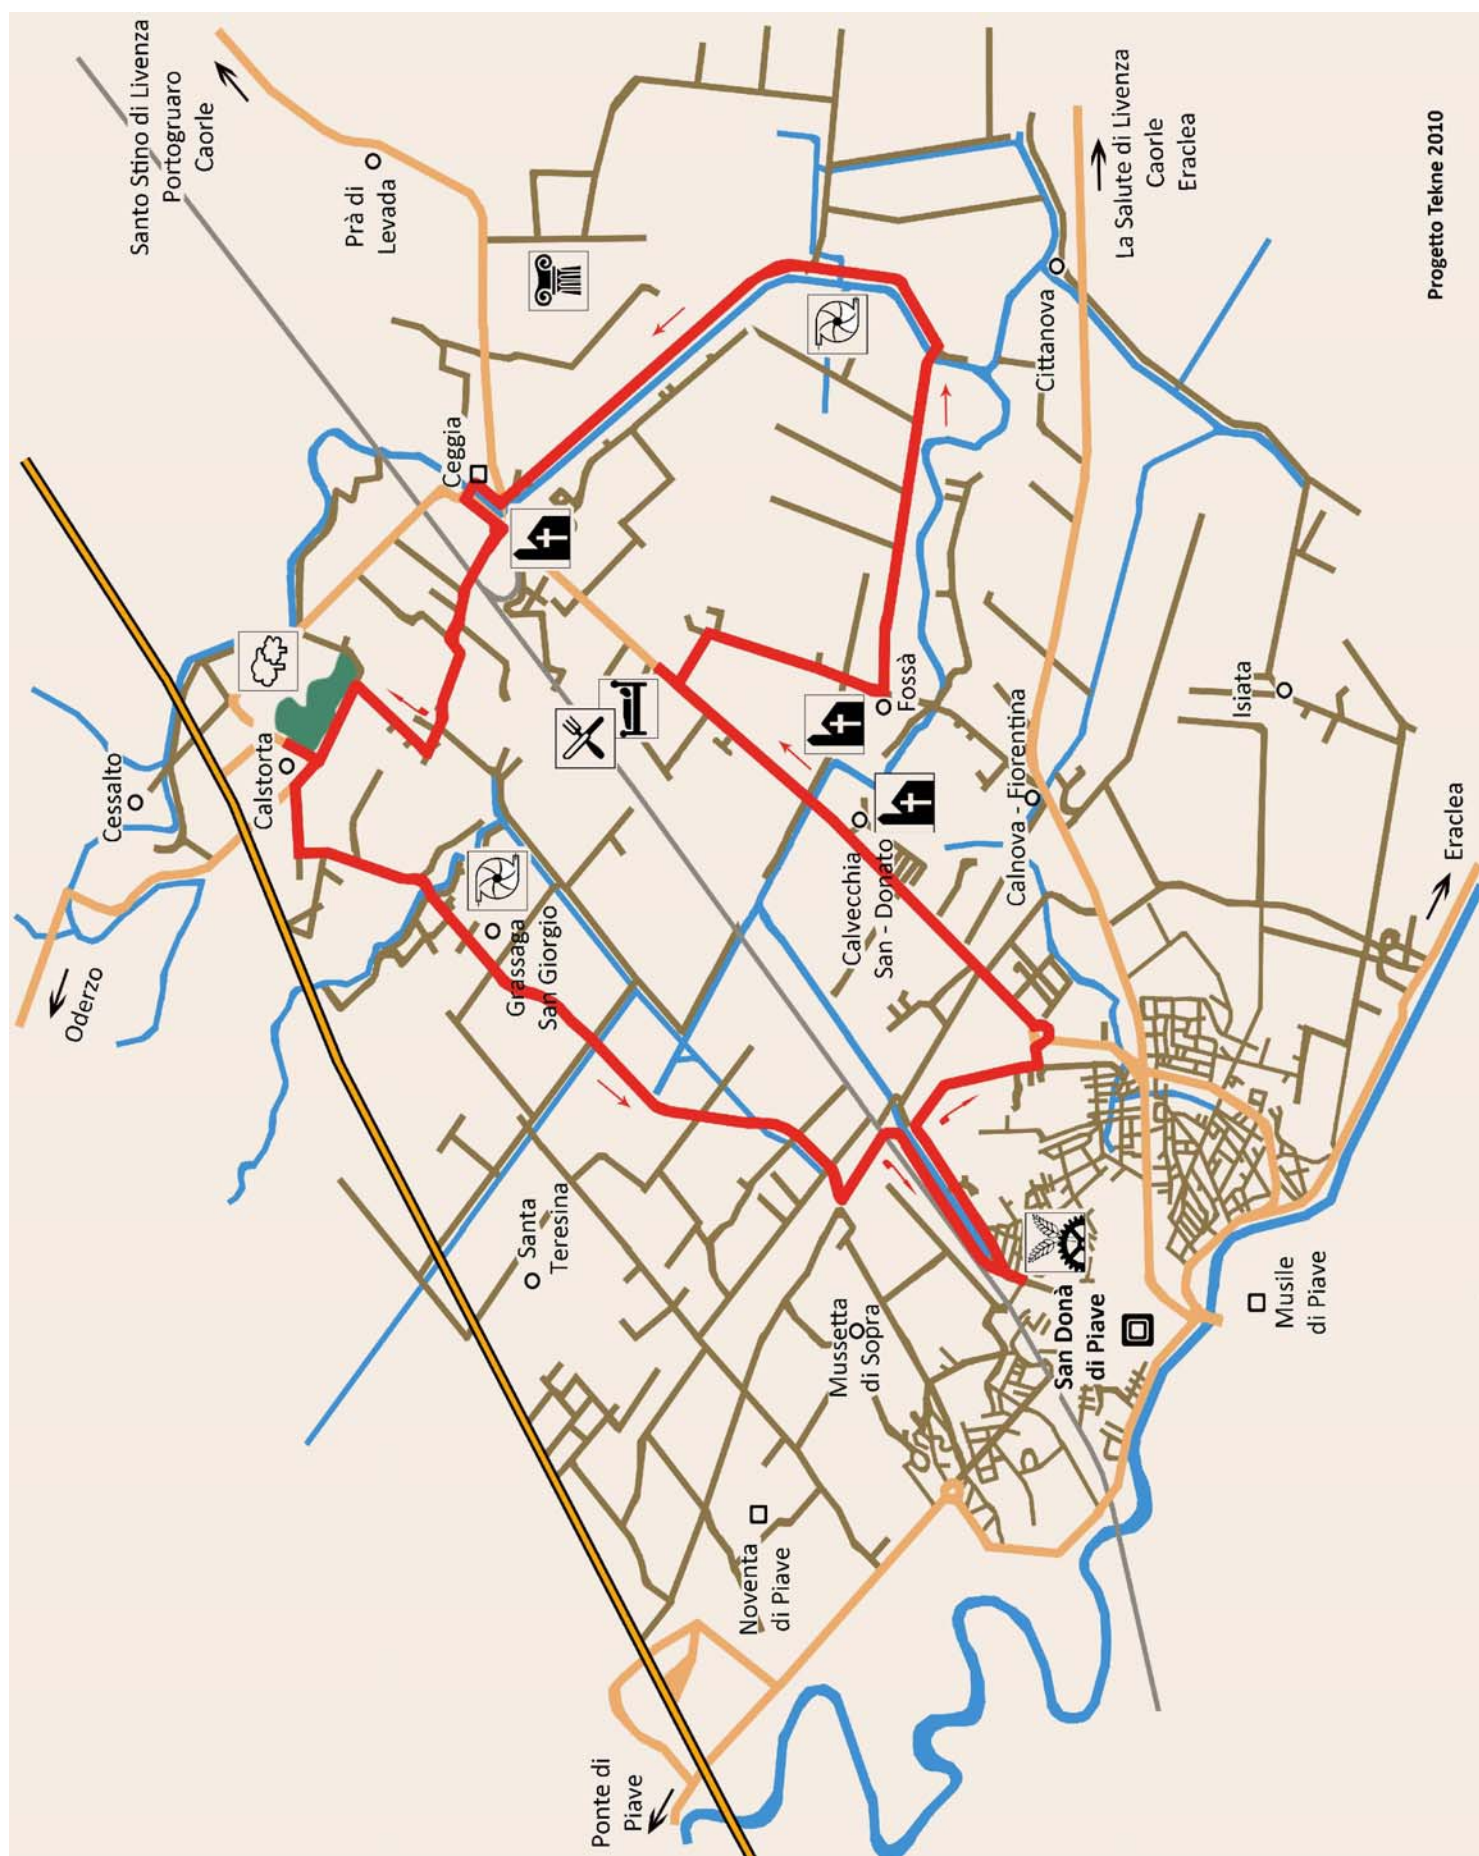 Santo Stino di Livenza
Portogruaro
Caorle
Prà di
Levada
Ceggia
La Salute di Livenza
Caorle
Eraclea
Progetto Tekne 2010
Cittanova
Cessalto
Calstorta
Fossà
Isiata
Calnova - Fiorentina
Calvecchia
San - Donato
Eraclea
Oderzo
Grassaga
San Giorgio
Santa
Teresina
Mussetta
di Sopra
San Donà
di Piave
Musile
di Piave
Noventa
di Piave
Ponte di
Piave